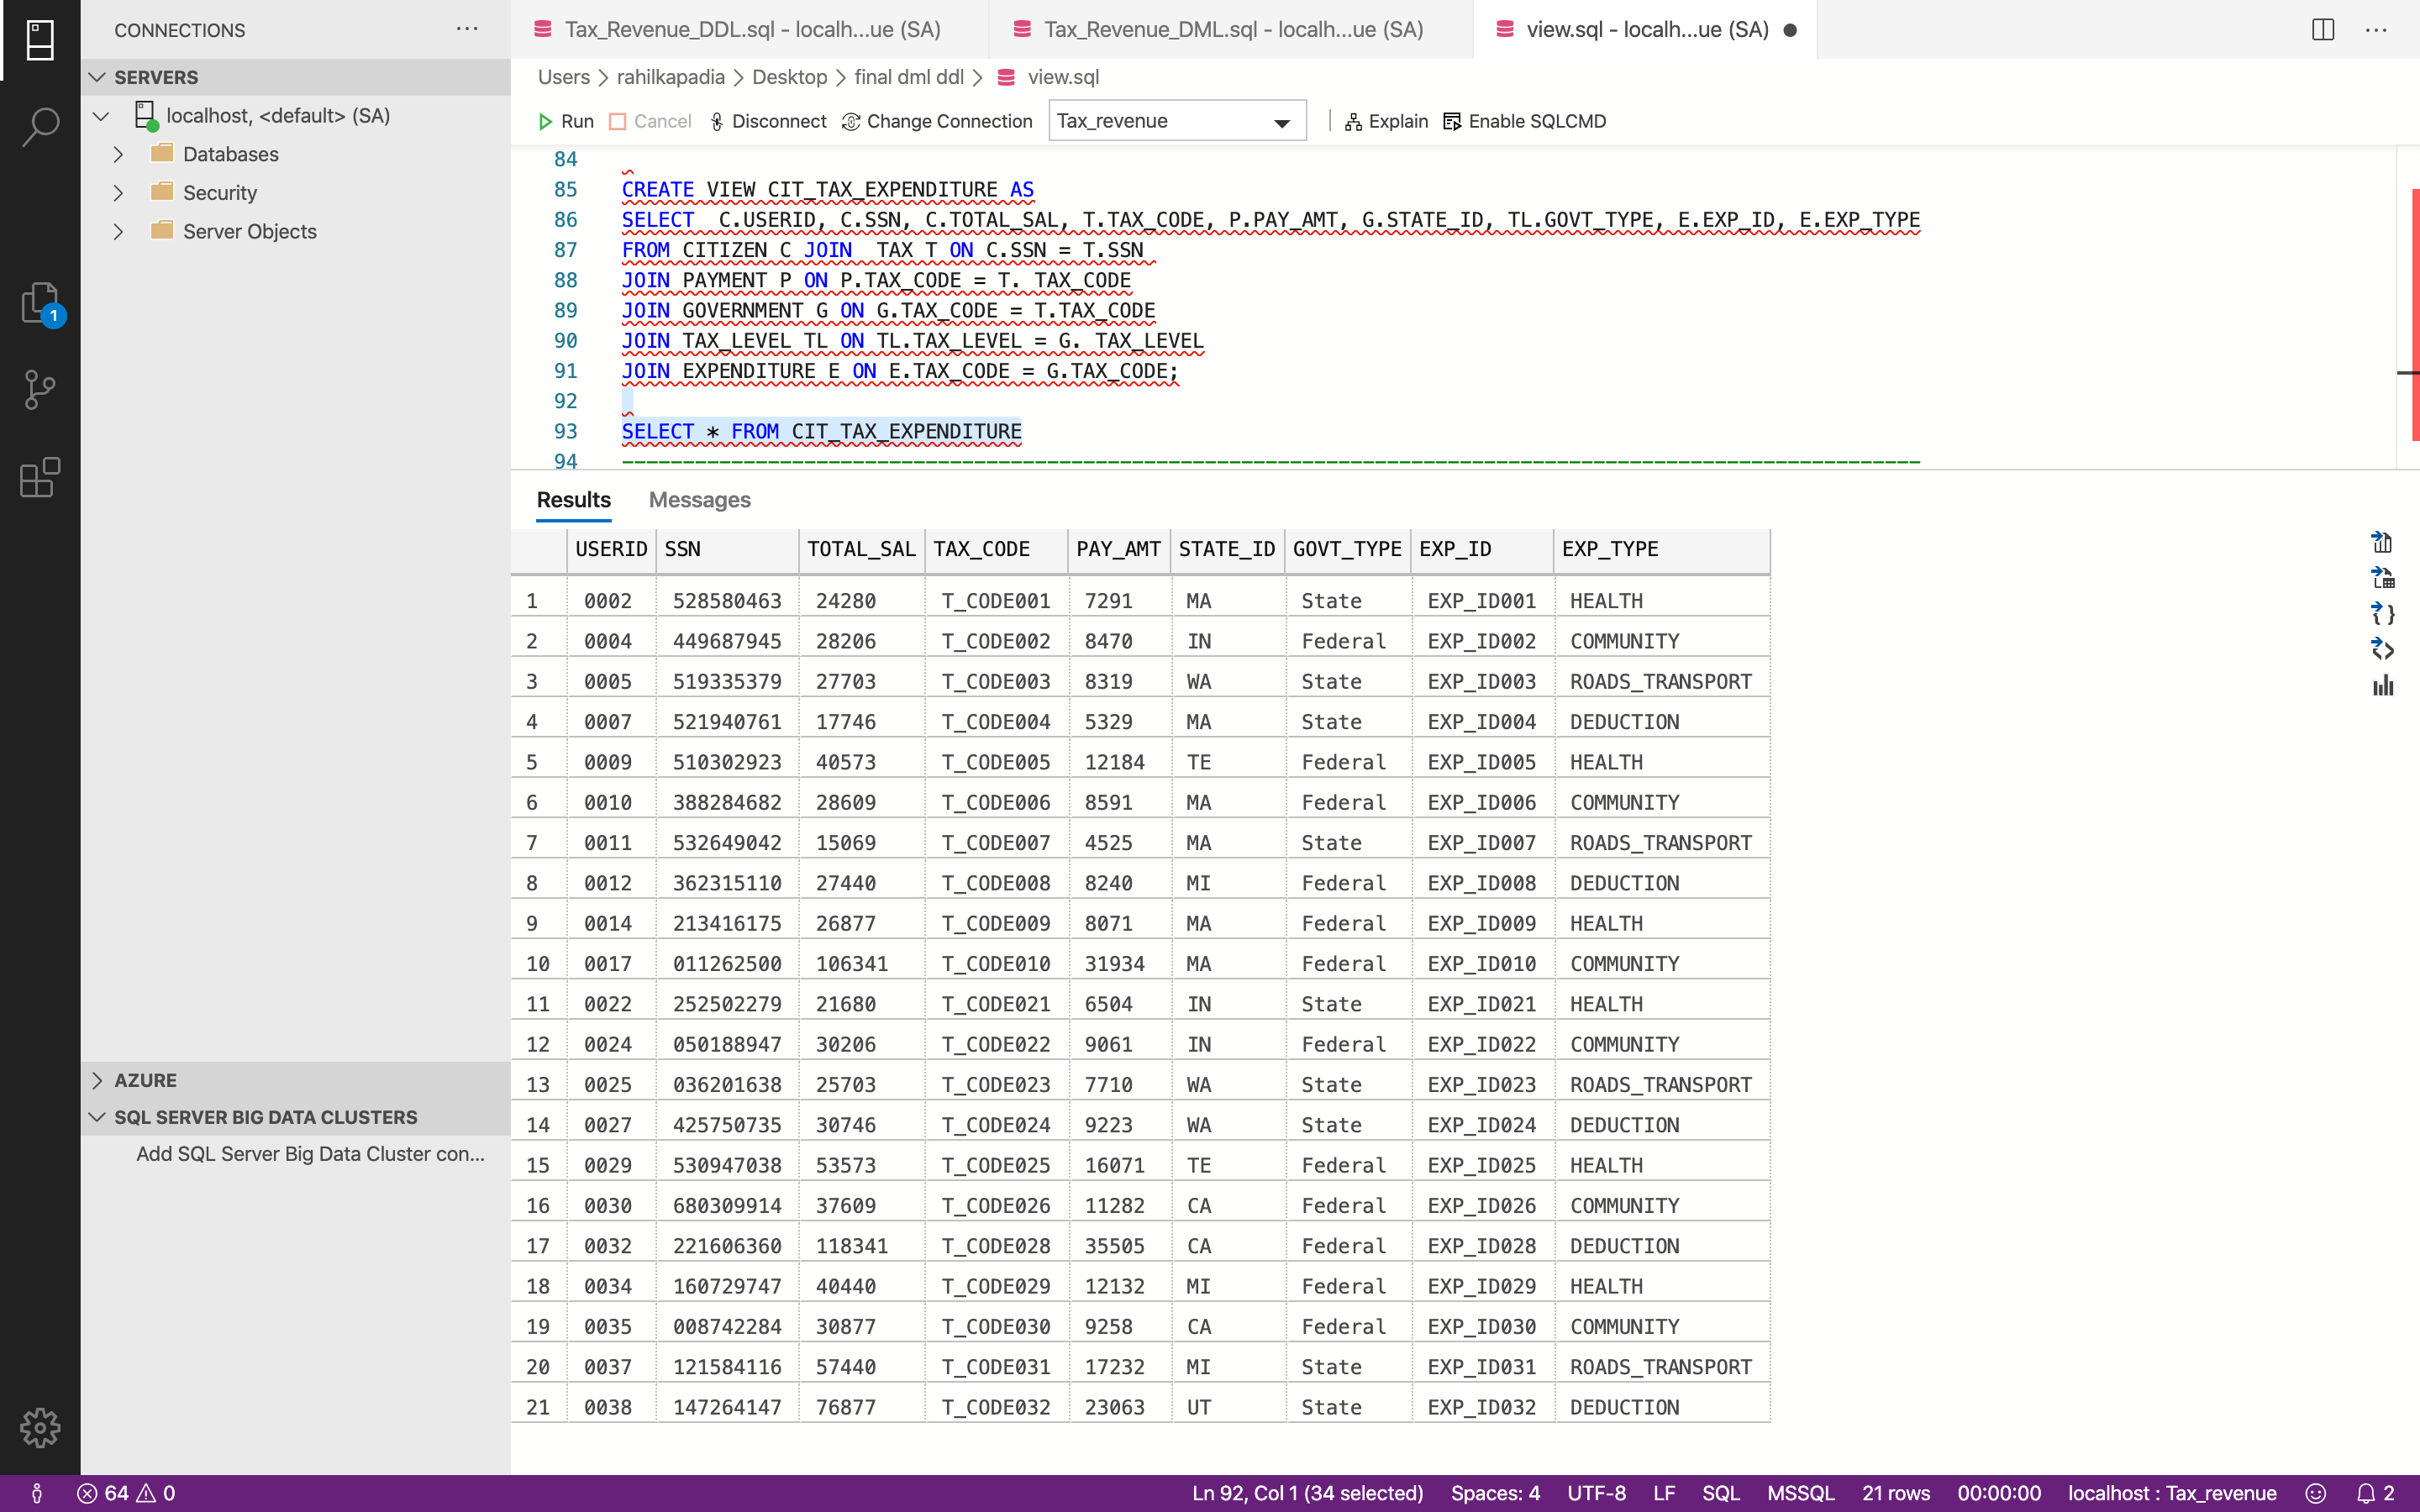 CONNECTIONS ...
Tax_Revenue_DDL.sql - localh...ue (SA) Tax_Revenue_DML.sql - localh...ue (SA) view.sql - localh...ue (SA)
SERVERS
localhost, <default> (SA)
Databases
Security
Server Objects
1
AZURE
SQL SERVER BIG DATA CLUSTERS
Add SQL Server Big Data Cluster con...
Users > rahilkapadia > Desktop > final dml ddl > view.sql
Run Cancel Disconnect Change Connection Tax_revenue Explain Enable SQLCMD
84
85 CREATE VIEW CIT_TAX_EXPENDITURE AS
86 SELECT  C.USERID, C.SSN, C.TOTAL_SAL, T.TAX_CODE, P.PAY_AMT, G.STATE_ID, TL.GOVT_TYPE, E.EXP_ID, E.EXP_TYPE
87 FROM CITIZEN C JOIN  TAX T ON C.SSN = T.SSN
88 JOIN PAYMENT P ON P.TAX_CODE = T. TAX_CODE
89 JOIN GOVERNMENT G ON G.TAX_CODE = T.TAX_CODE
90 JOIN TAX_LEVEL TL ON TL.TAX_LEVEL = G. TAX_LEVEL
91 JOIN EXPENDITURE E ON E.TAX_CODE = G.TAX_CODE;
92
93 SELECT * FROM CIT_TAX_EXPENDITURE
94 -----------------------------------------------------------------------------------------------------------
Results Messages
USERID SSN TOTAL_SAL TAX_CODE PAY_AMT STATE_ID GOVT_TYPE EXP_ID EXP_TYPE
1 0002 528580463 24280 T_CODE001 7291 MA State EXP_ID001 HEALTH
2 0004 449687945 28206 T_CODE002 8470 IN Federal EXP_ID002 COMMUNITY
3 0005 519335379 27703 T_CODE003 8319 WA State EXP_ID003 ROADS_TRANSPORT
4 0007 521940761 17746 T_CODE004 5329 MA State EXP_ID004 DEDUCTION
5 0009 510302923 40573 T_CODE005 12184 TE Federal EXP_ID005 HEALTH
6 0010 388284682 28609 T_CODE006 8591 MA Federal EXP_ID006 COMMUNITY
7 0011 532649042 15069 T_CODE007 4525 MA State EXP_ID007 ROADS_TRANSPORT
8 0012 362315110 27440 T_CODE008 8240 MI Federal EXP_ID008 DEDUCTION
9 0014 213416175 26877 T_CODE009 8071 MA Federal EXP_ID009 HEALTH
10 0017 011262500 106341 T_CODE010 31934 MA Federal EXP_ID010 COMMUNITY
11 0022 252502279 21680 T_CODE021 6504 IN State EXP_ID021 HEALTH
12 0024 050188947 30206 T_CODE022 9061 IN Federal EXP_ID022 COMMUNITY
13 0025 036201638 25703 T_CODE023 7710 WA State EXP_ID023 ROADS_TRANSPORT
14 0027 425750735 30746 T_CODE024 9223 WA State EXP_ID024 DEDUCTION
15 0029 530947038 53573 T_CODE025 16071 TE Federal EXP_ID025 HEALTH
16 0030 680309914 37609 T_CODE026 11282 CA Federal EXP_ID026 COMMUNITY
17 0032 221606360 118341 T_CODE028 35505 CA Federal EXP_ID028 DEDUCTION
18 0034 160729747 40440 T_CODE029 12132 MI Federal EXP_ID029 HEALTH
19 0035 008742284 30877 T_CODE030 9258 CA Federal EXP_ID030 COMMUNITY
20 0037 121584116 57440 T_CODE031 17232 MI State EXP_ID031 ROADS_TRANSPORT
21 0038 147264147 76877 T_CODE032 23063 UT State EXP_ID032 DEDUCTION
64 0 Ln 92, Col 1 (34 selected) Spaces: 4 UTF-8 LF SQL MSSQL 21 rows 00:00:00 localhost : Tax_revenue 2